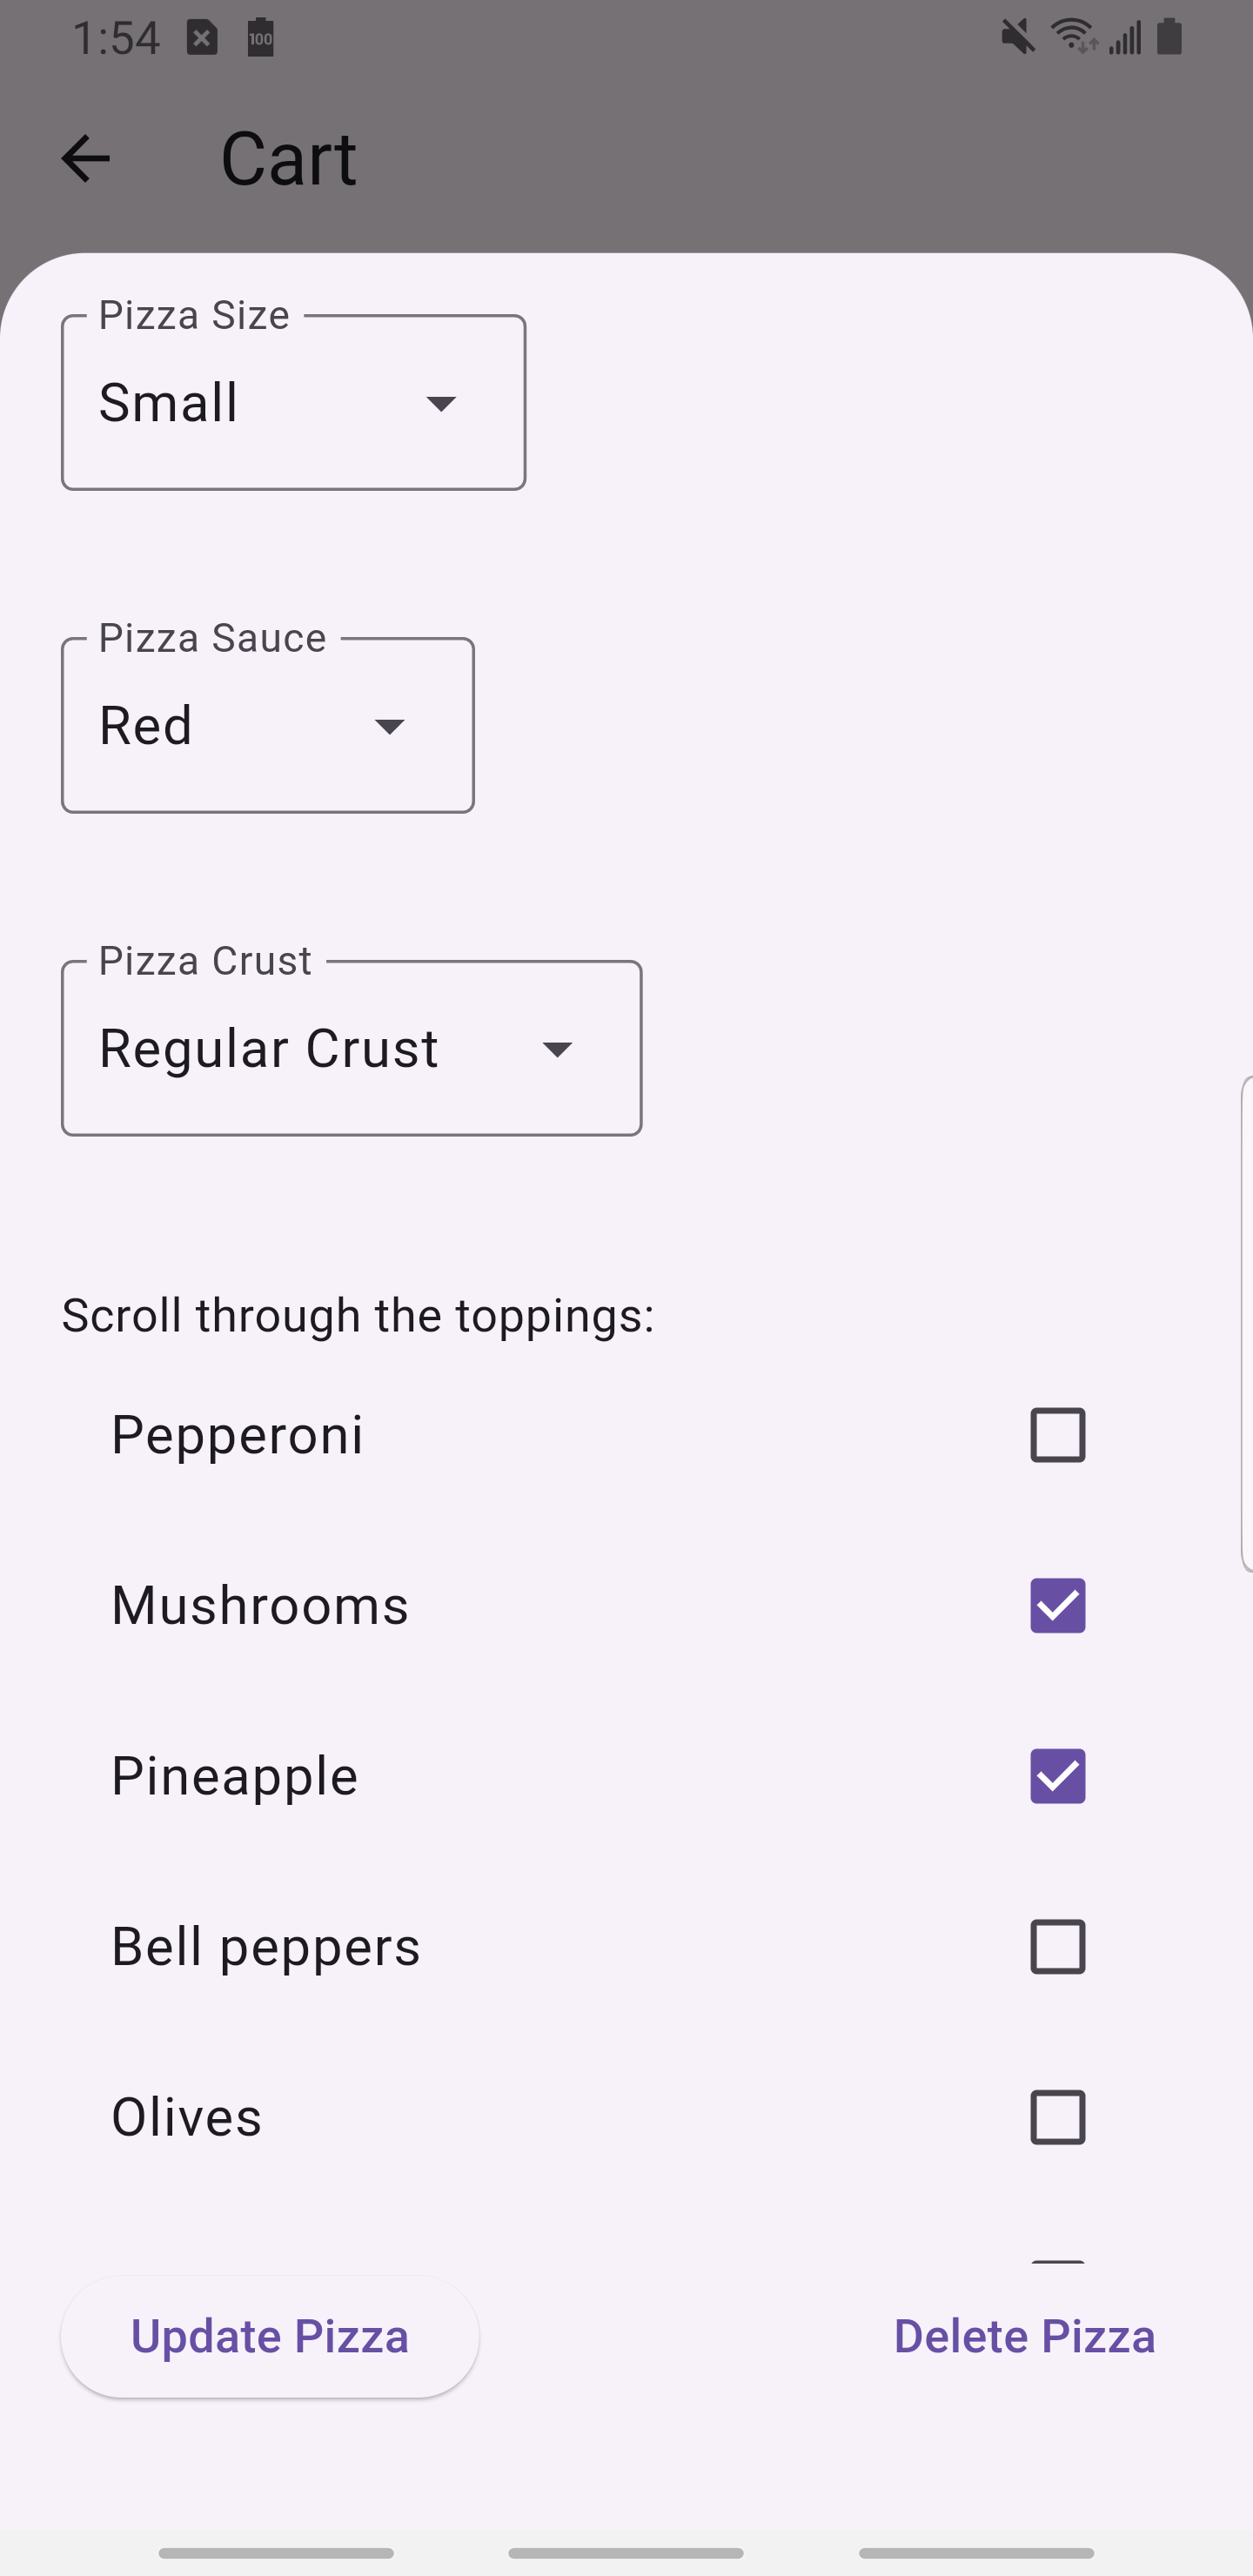 1:54
100
Cart
Pizza Size
Small
Pizza Sauce
Red
Pizza Crust
Regular Crust
Scroll through the toppings:
Pepperoni
Mushrooms
Pineapple
Bell peppers
Olives
Update Pizza
Delete Pizza